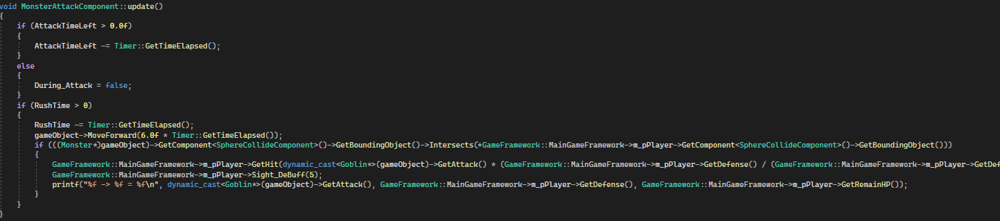 void MonsterAttackComponent::update()
{
if (AttackTimeLeft > 0.0f)
{
AttackTimeLeft -= Timer::GetTimeElapsed();
}
else
{
During_Attack = false;
}
if (RushTime > 0)
{
RushTime -= Timer::GetTimeElapsed();
gameObject->MoveForward(6.0f * Timer::GetTimeElapsed());
if (((Monster*)gameObject)->GetComponent<SphereCollideComponent>()->GetBoundingObject()->Intersects(*GameFramework::MainGameFramework->m_pPlayer->GetComponent<SphereCollideComponent>()->GetBoundingObject()))
{
GameFramework::MainGameFramework->m_pPlayer->GetHit(dynamic_cast<Goblin*>(gameObject)->GetAttack() * (GameFramework::MainGameFramework->m_pPlayer->GetDefense() / (GameFramework::MainGameFramework->m_pPlayer->GetDef
GameFramework::MainGameFramework->m_pPlayer->Sight_DeBuff(5);
printf("%f -> %f = %f\n", dynamic_cast<Goblin*>(gameObject)->GetAttack(), GameFramework::MainGameFramework->m_pPlayer->GetDefense(), GameFramework::MainGameFramework->m_pPlayer->GetRemainHP());
}
}
}